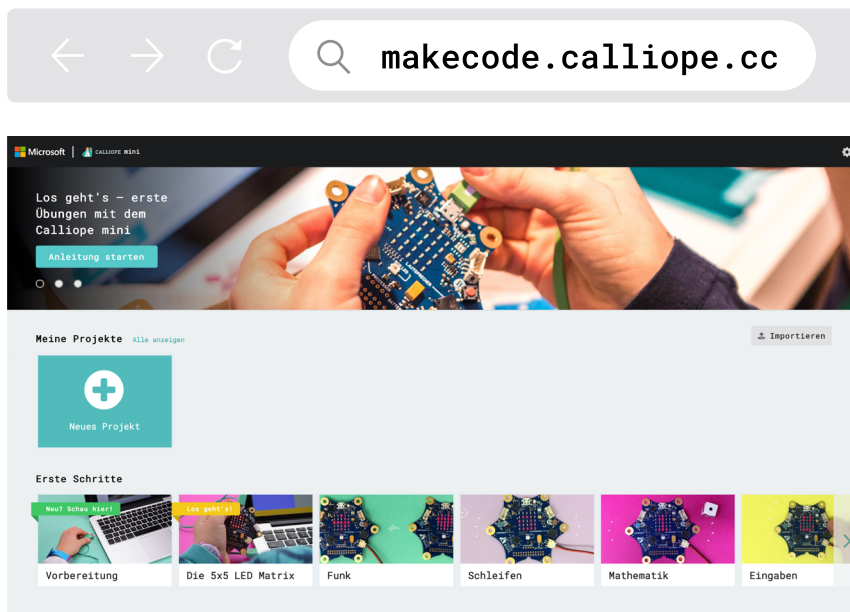 makecode.calliope.cc
Microsoft | CALLIOPE mini
Los geht's – erste
Übungen mit dem
Calliope mini
Anleitung starten
Meine Projekte Alle anzeigen
Importieren
Neues Projekt
Erste Schritte
Neu? Schau hier!
Los geht's!
Vorbereitung
Die 5x5 LED Matrix
Funk
Schleifen
Mathematik
Eingaben